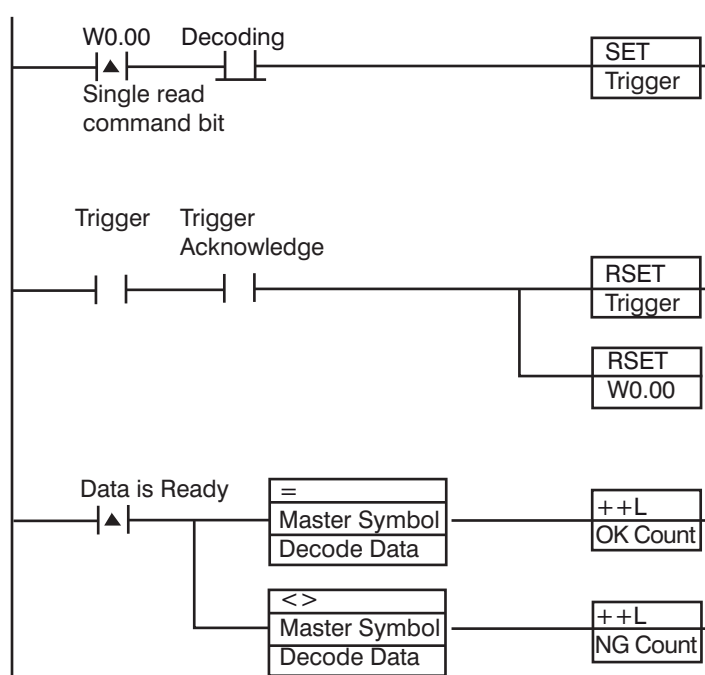 W0.00 Decoding
SET
Trigger
Single read
command bit
Trigger Trigger
Acknowledge
RSET
Trigger
RSET
W0.00
Data is Ready
=
Master Symbol
Decode Data
++L
OK Count
<>
Master Symbol
Decode Data
++L
NG Count